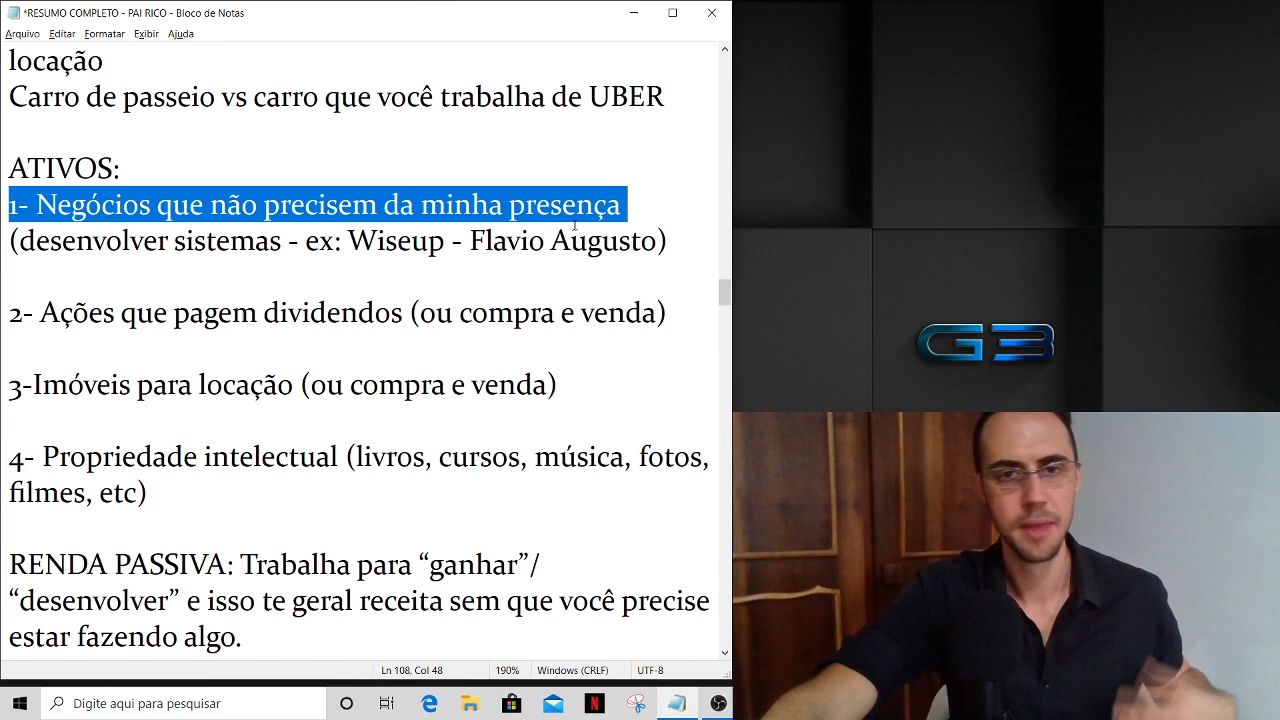 *RESUMO COMPLETO - PAI RICO - Bloco de Notas
Arquivo Editar Formatar Exibir Ajuda
locação
Carro de passeio vs carro que você trabalha de UBER
ATIVOS:
1- Negócios que não precisem da minha presença
(desenvolver sistemas - ex: Wiseup - Flavio Augusto)
2- Ações que pagem dividendos (ou compra e venda)
3-Imóveis para locação (ou compra e venda)
4- Propriedade intelectual (livros, cursos, música, fotos,
filmes, etc)
RENDA PASSIVA: Trabalha para “ganhar”/
“desenvolver” e isso te geral receita sem que você precise
estar fazendo algo.
Ln 108, Col 48 190% Windows (CRLF) UTF-8
Digite aqui para pesquisar
G3